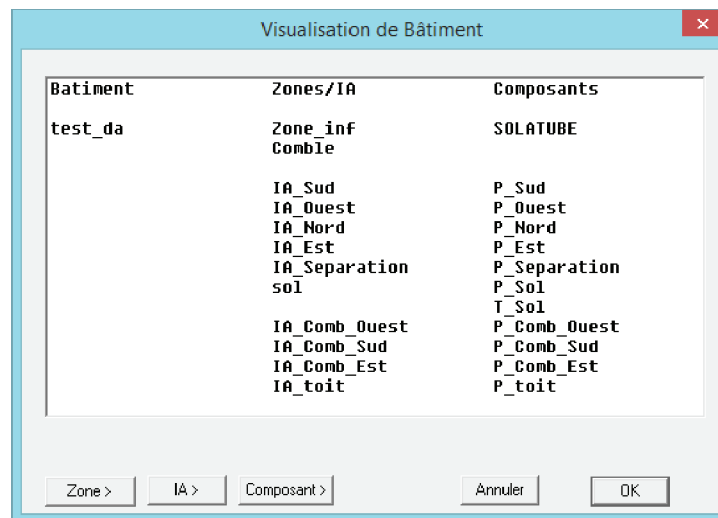 Visualisation de Bâtiment
Batiment Zones/IA Composants
test_da Zone_inf SOLATUBE
Comble
IA_Sud P_Sud
IA_Ouest P_Ouest
IA_Nord P_Nord
IA_Est P_Est
IA_Separation P_Separation
sol P_Sol
T_Sol
IA_Comb_Ouest P_Comb_Ouest
IA_Comb_Sud P_Comb_Sud
IA_Comb_Est P_Comb_Est
IA_toit P_toit
Zone > IA > Composant > Annuler OK